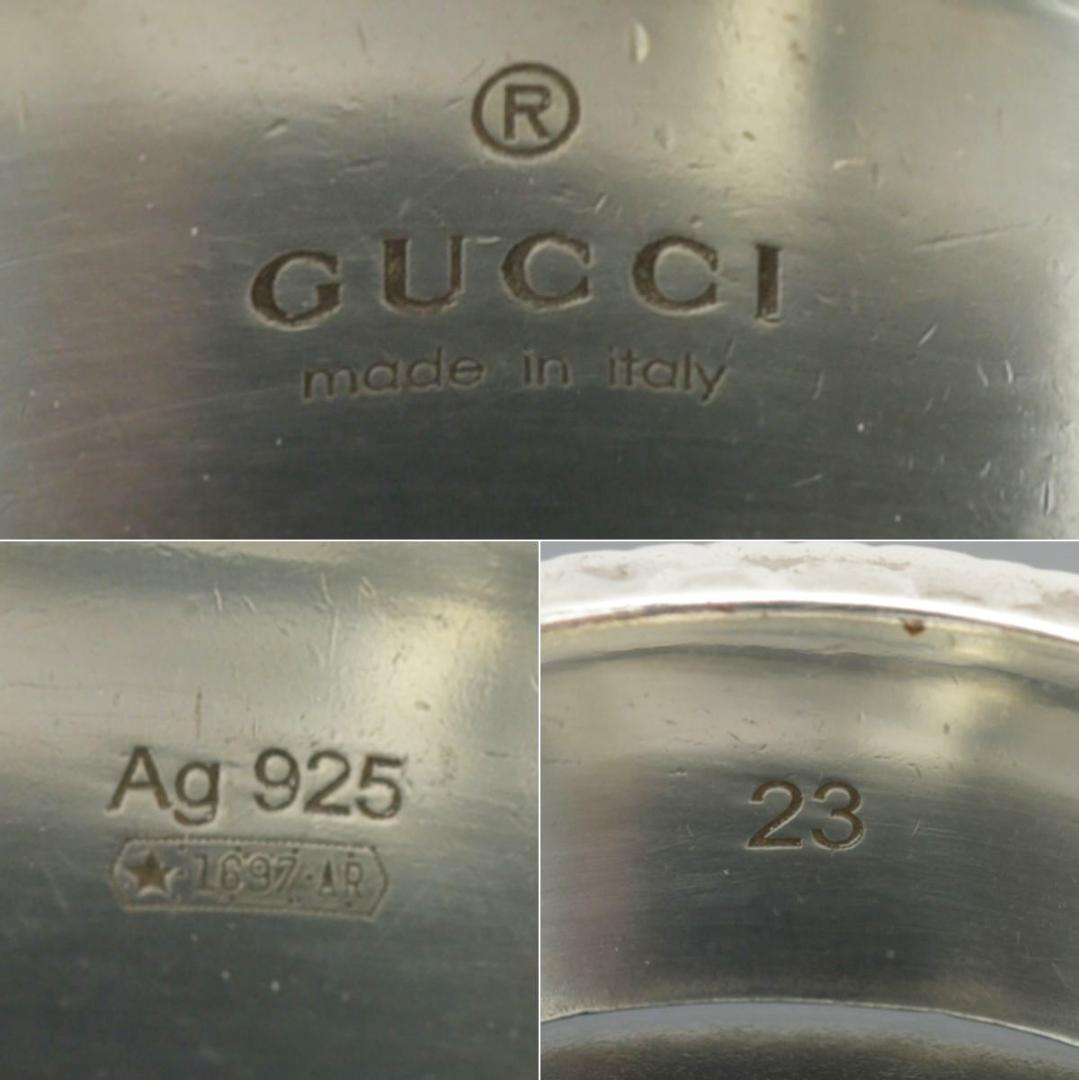 ®
GUCCI
made in italy
Ag 925
★·1697·AR
23